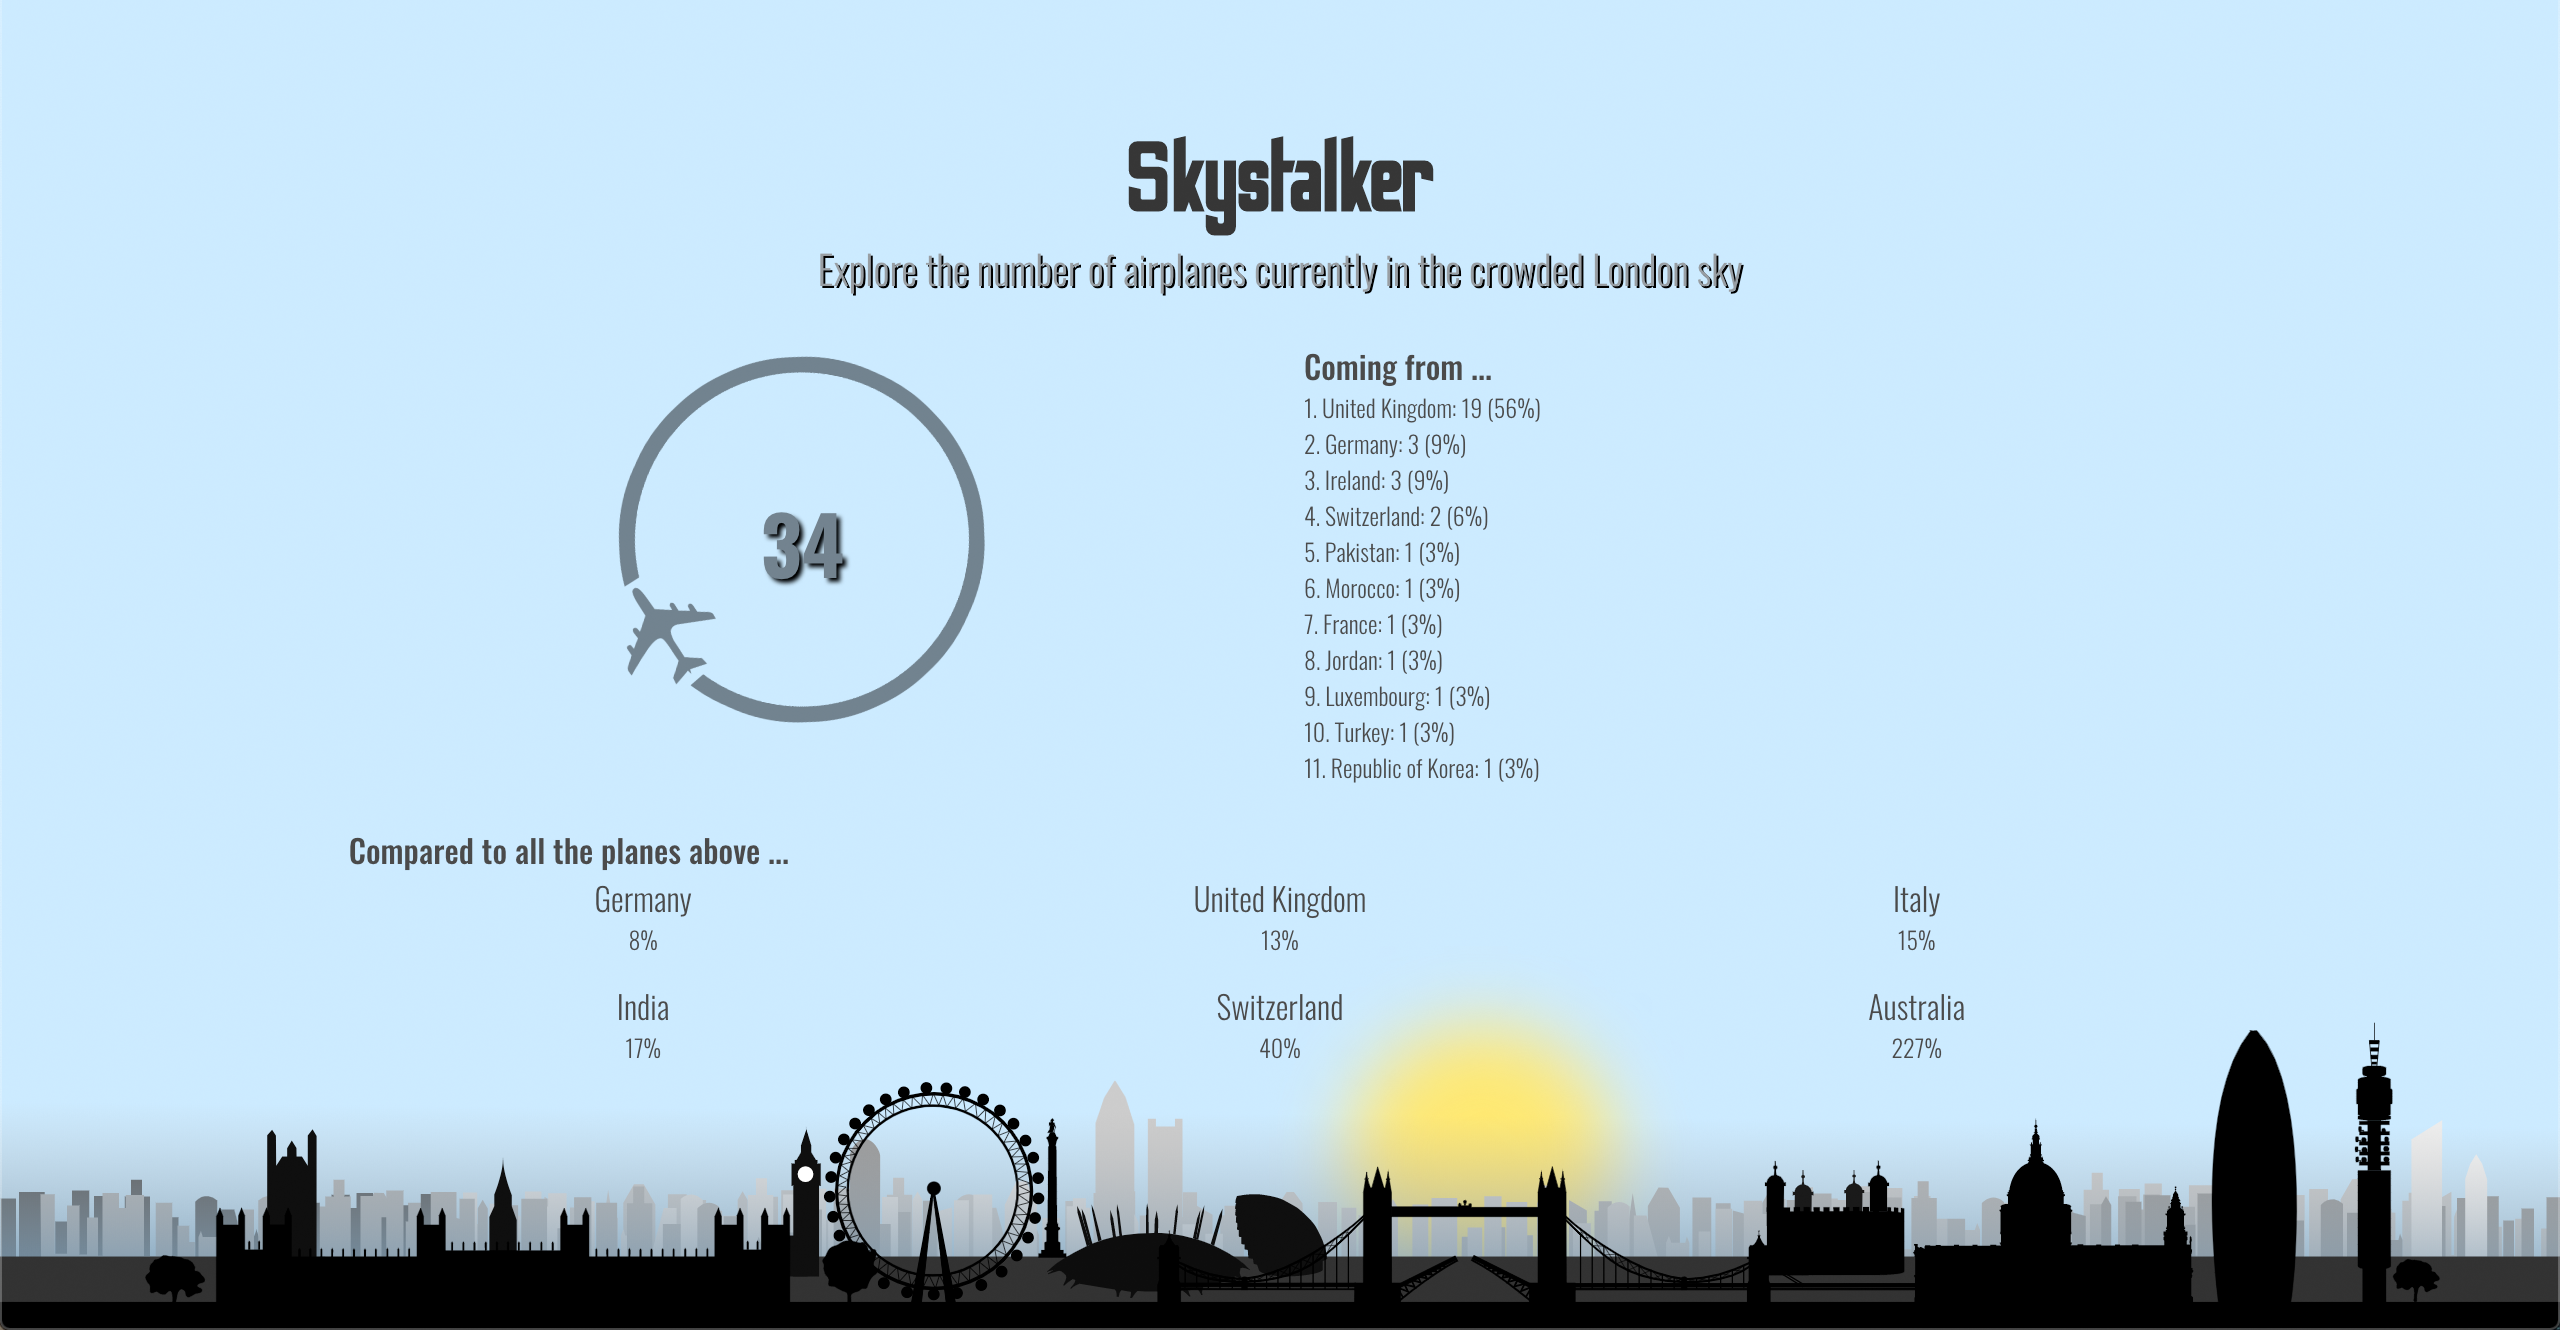 Skystalker
Explore the number of airplanes currently in the crowded London sky
34
Coming from ...
1. United Kingdom: 19 (56%)
2. Germany: 3 (9%)
3. Ireland: 3 (9%)
4. Switzerland: 2 (6%)
5. Pakistan: 1 (3%)
6. Morocco: 1 (3%)
7. France: 1 (3%)
8. Jordan: 1 (3%)
9. Luxembourg: 1 (3%)
10. Turkey: 1 (3%)
11. Republic of Korea: 1 (3%)
Compared to all the planes above ...
Germany
8%
United Kingdom
13%
Italy
15%
India
17%
Switzerland
40%
Australia
227%